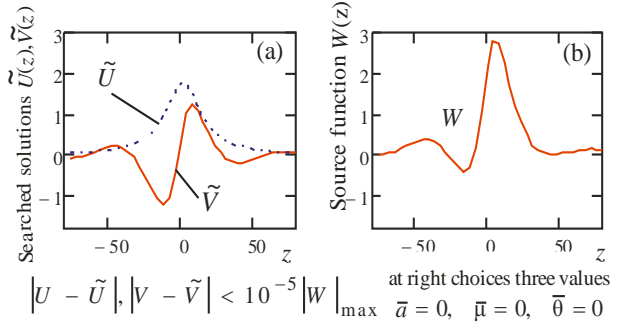 Searched solutions Ũ(z),Ṽ(z)
3
2
1
0
−1
(a)
Ũ
Ṽ
−50 0 50 z
Source function W(z)
3
2
1
0
−1
(b)
W
−50 0 50 z
|U − Ũ|, |V − Ṽ| < 10⁻⁵ |W|max
at right choices three values
a̅ = 0, μ̅ = 0, θ̅ = 0